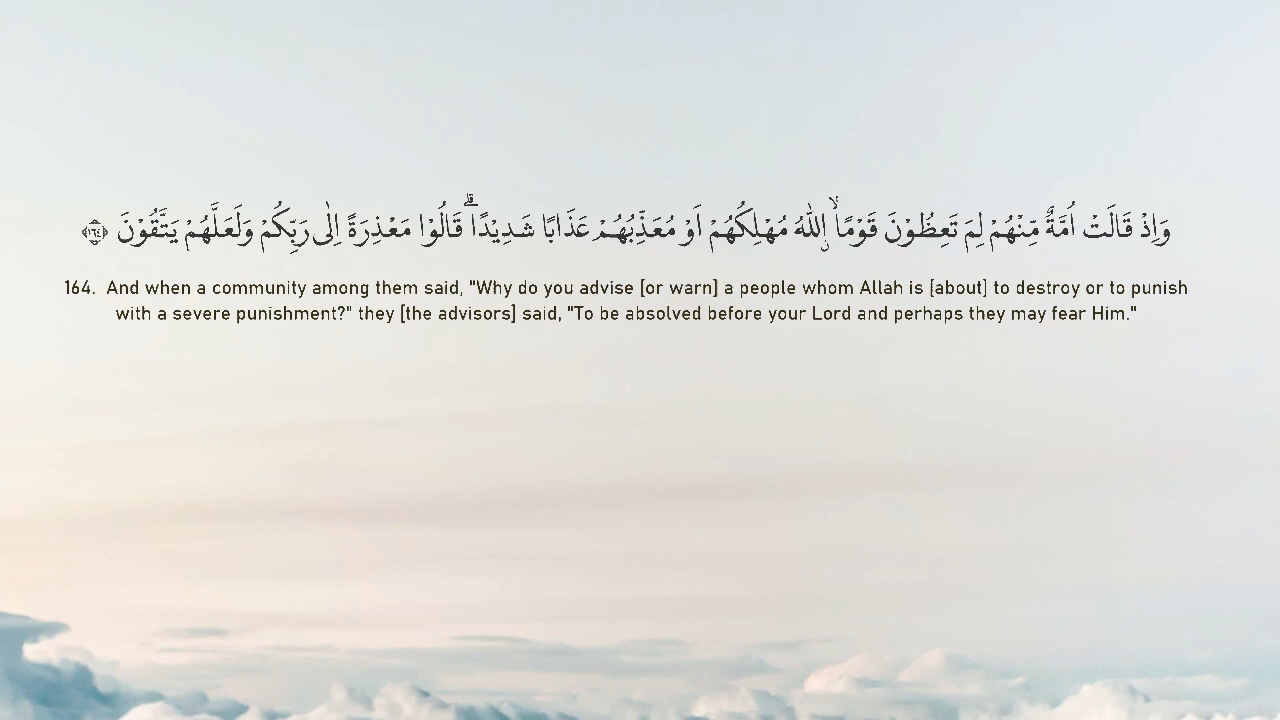 وَاِذْ قَالَتْ اُمَّةٌ مِّنْهُمْ لِمَ تَعِظُوْنَ قَوْمًاۙ اۨللّٰهُ مُهْلِكُهُمْ اَوْ مُعَذِّبُهُمْ عَذَابًا شَدِيْدًاۗ قَالُوْا مَعْذِرَةً اِلٰى رَبِّكُمْ وَلَعَلَّهُمْ يَتَّقُوْنَ ١٦٤
164. And when a community among them said, "Why do you advise [or warn] a people whom Allah is [about] to destroy or to punish
with a severe punishment?" they [the advisors] said, "To be absolved before your Lord and perhaps they may fear Him."